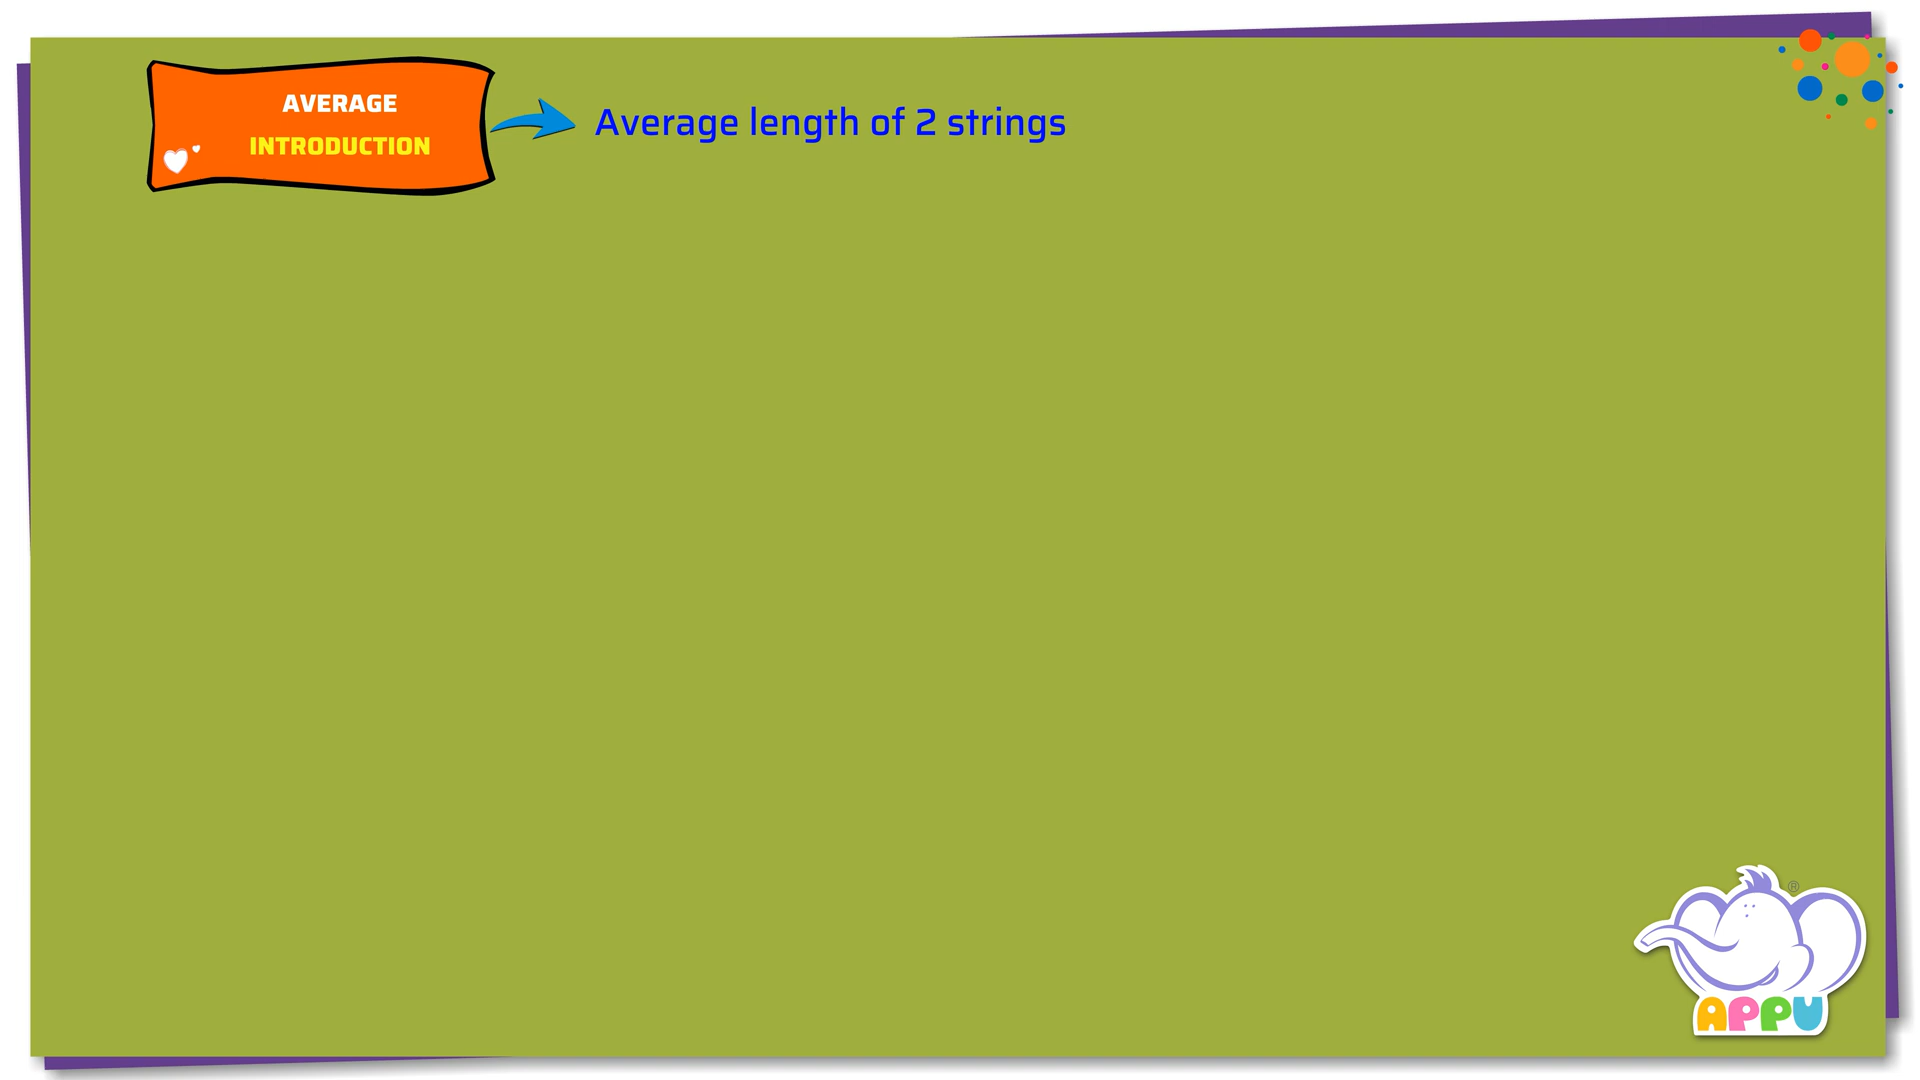 AVERAGE
INTRODUCTION
Average length of 2 strings
®
APPU